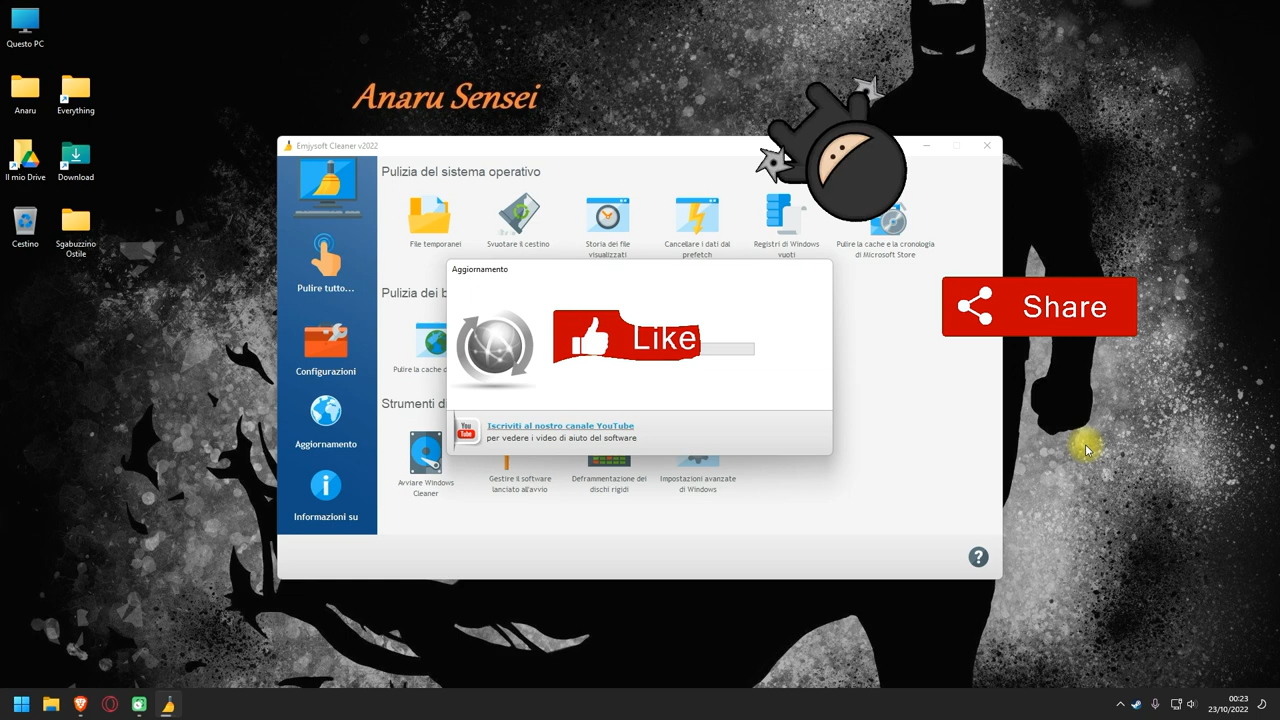 Questo PC
Anaru
Everything
Il mio Drive
Download
Cestino
Sgabuzzino
Ostile
Anaru Sensei
Emjysoft Cleaner v2022
Pulizia del sistema operativo
File temporanei
Svuotare il cestino
Storia dei file
visualizzati
Cancellare i dati dal
prefetch
Registri di Windows
vuoti
Pulire la cache e la cronologia
di Microsoft Store
Pulire tutto...
Configurazioni
Aggiornamento
Informazioni su
Pulizia dei b
Pulire la cache d
Strumenti d
Aggiornamento
Like
Share
You
Tube
Iscriviti al nostro canale YouTube
per vedere i video di aiuto del software
Avviare Windows
Cleaner
Gestire il software
lanciato all'avvio
Deframmentazione dei
dischi rigidi
Impostazioni avanzate
di Windows
?
00:23
23/10/2022